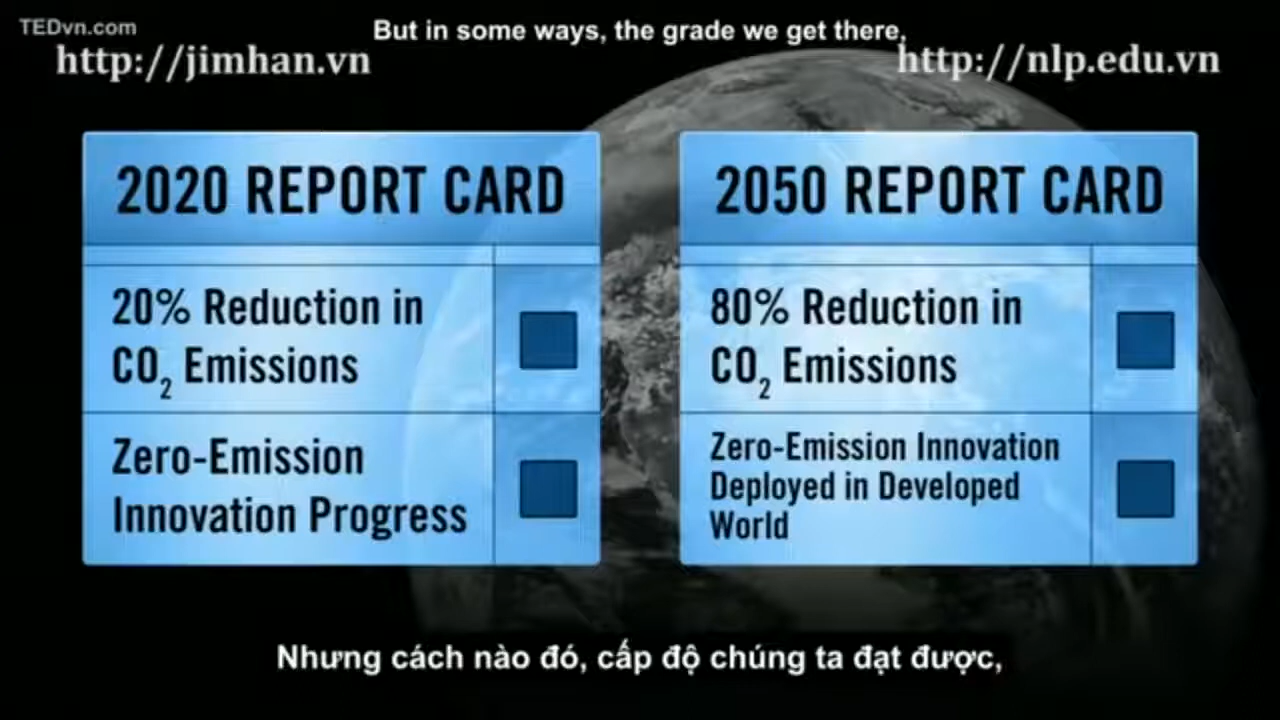 TEDvn.com
But in some ways, the grade we get there,
http://jimhan.vn
http://nlp.edu.vn
2020 REPORT CARD
20% Reduction in
CO₂ Emissions
Zero-Emission
Innovation Progress
2050 REPORT CARD
80% Reduction in
CO₂ Emissions
Zero-Emission Innovation
Deployed in Developed
World
Nhưng cách nào đó, cấp độ chúng ta đạt được,